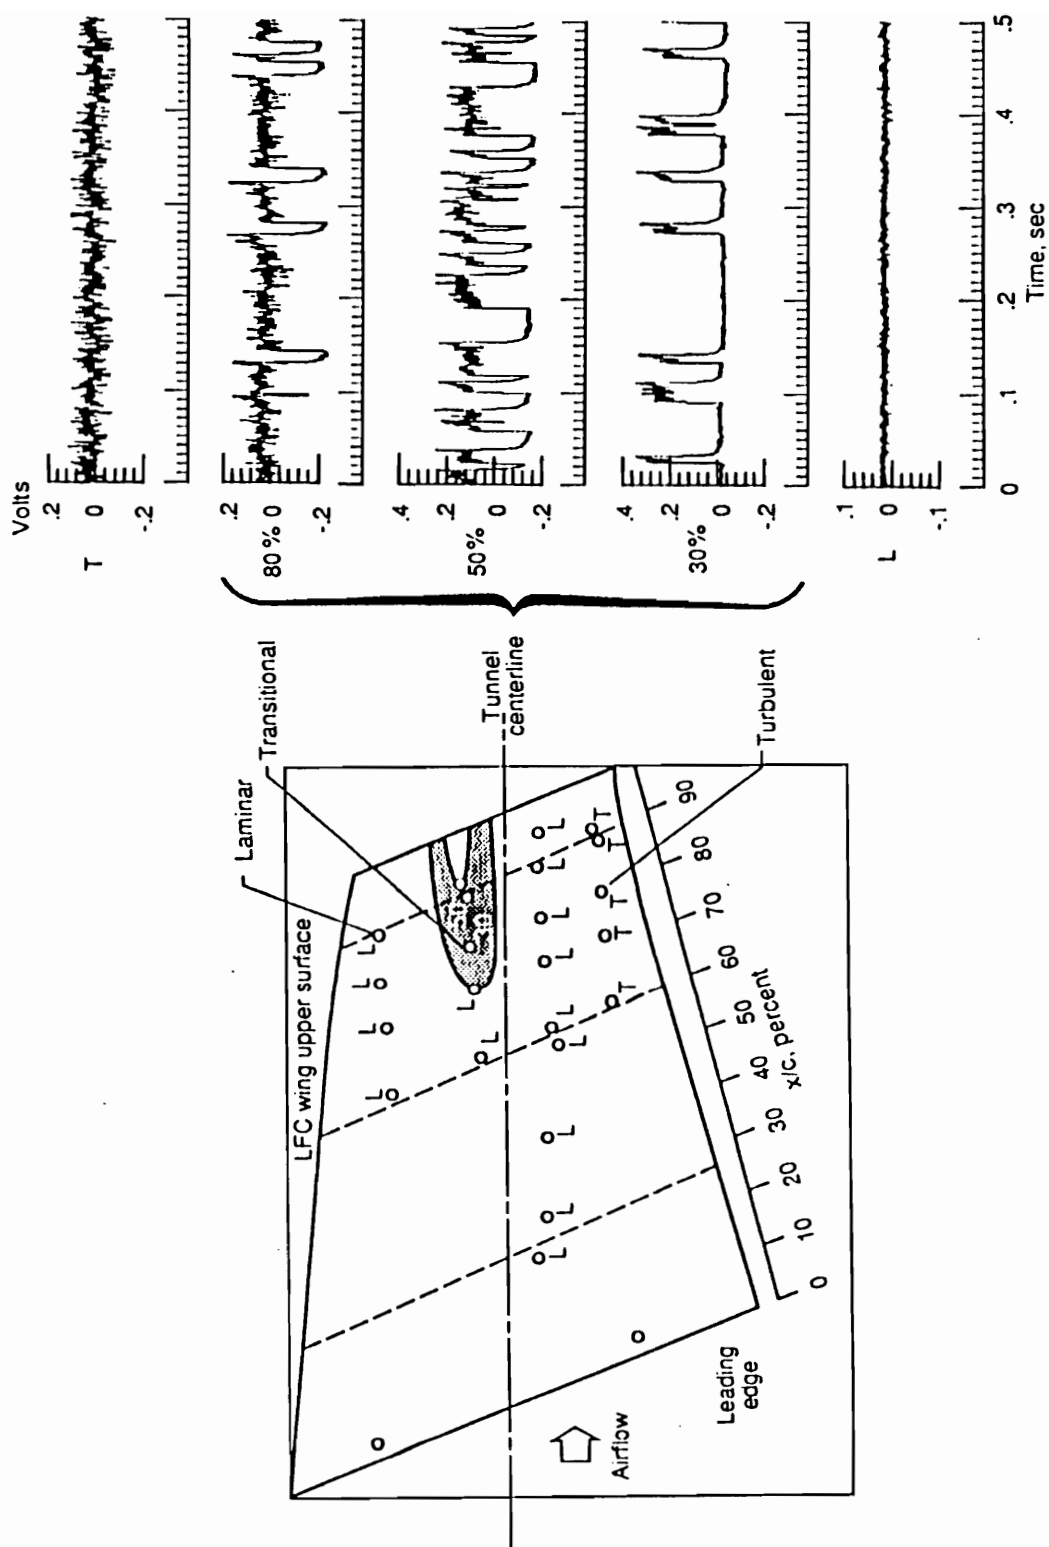 LFC wing upper surface
Laminar
Transitional
L
L
L
L
L
L
Tunnel
centerline
L
L
L
L
L
L
L
L
L
T
T
T
T
T
Turbulent
Airflow
Leading
edge
0
10
20
30
40
50
60
70
80
90
x/c, percent
Volts
T
.2
0
-.2
80%
.2
0
-.2
50%
.4
.2
0
-.2
30%
.4
.2
0
-.2
L
.1
0
-.1
0
.1
.2
.3
.4
.5
Time, sec